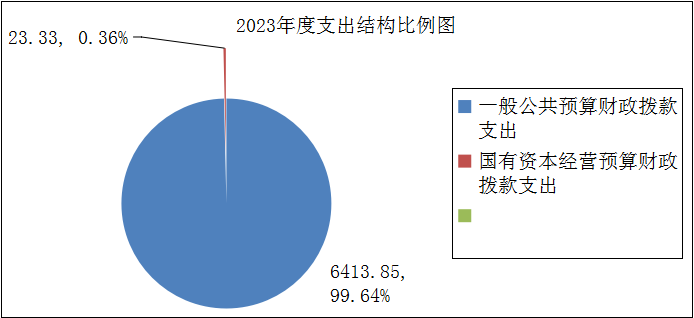 2023年度支出结构比例图
23.33, 0.36%
6413.85,
99.64%
一般公共预算财政拨款
支出
国有资本经营预算财政
拨款支出